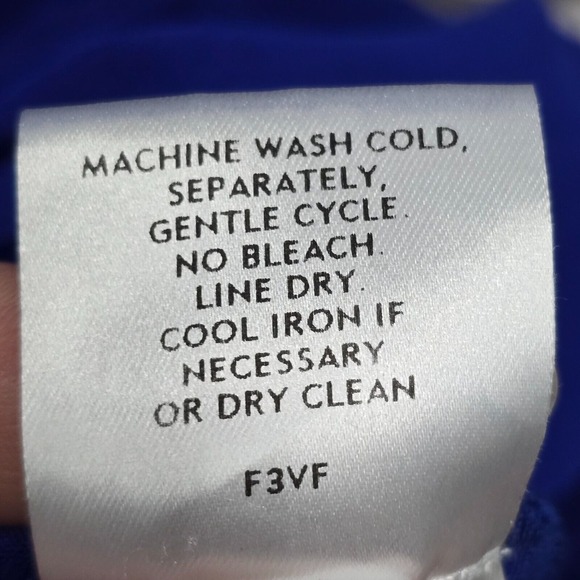 MACHINE WASH COLD,
SEPARATELY,
GENTLE CYCLE.
NO BLEACH.
LINE DRY.
COOL IRON IF
NECESSARY
OR DRY CLEAN
F3VF